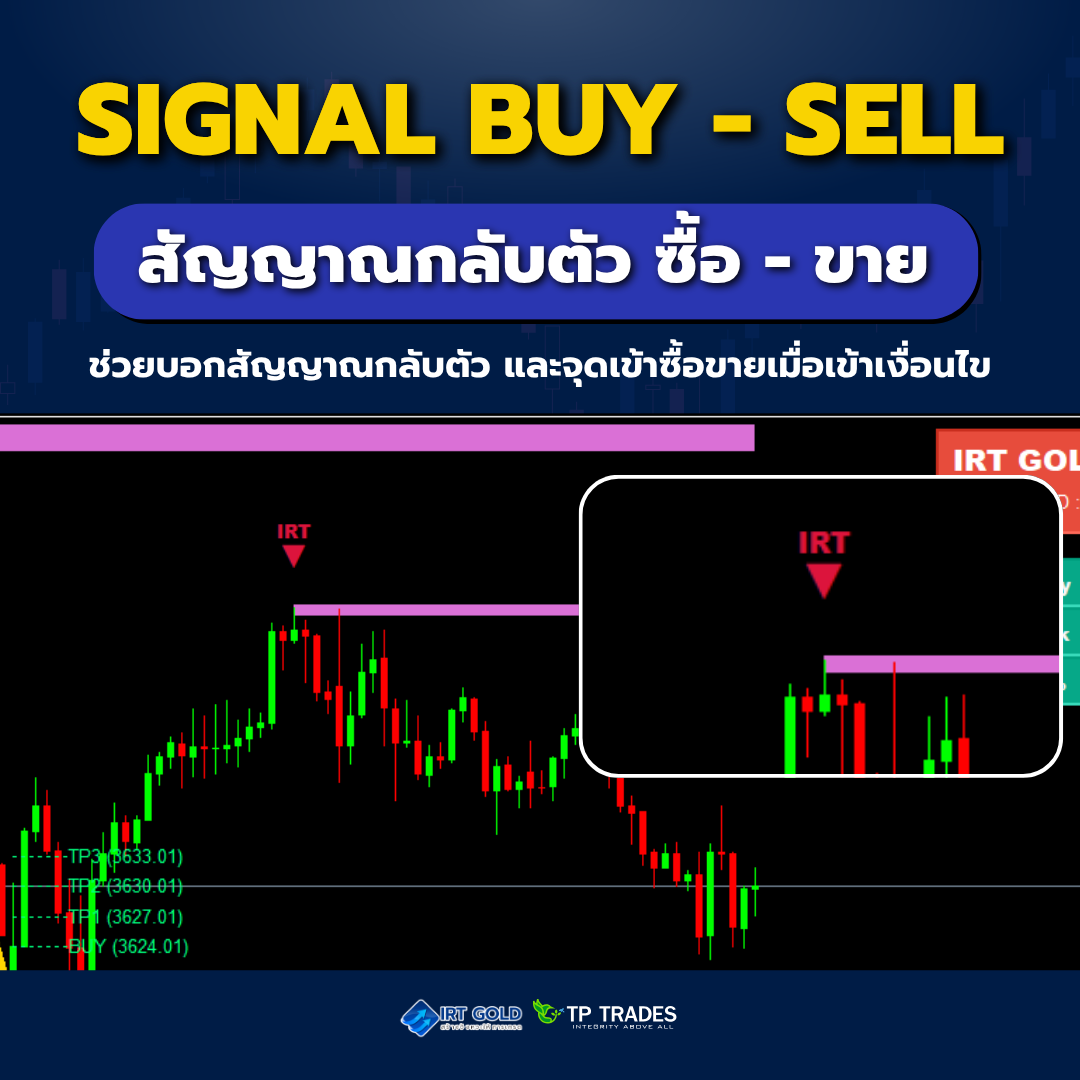 SIGNAL BUY - SELL
สัญญาณกลับตัว ซื้อ - ขาย
ช่วยบอกสัญญาณกลับตัว และจุดเข้าซื้อขายเมื่อเข้าเงื่อนไข
IRT GOL
IRT
IRT
TP3 (3633.01)
TP2 (3630.01)
TP1 (3627.01)
BUY (3624.01)
IRT GOLD
TP TRADES
INTEGRITY ABOVE ALL